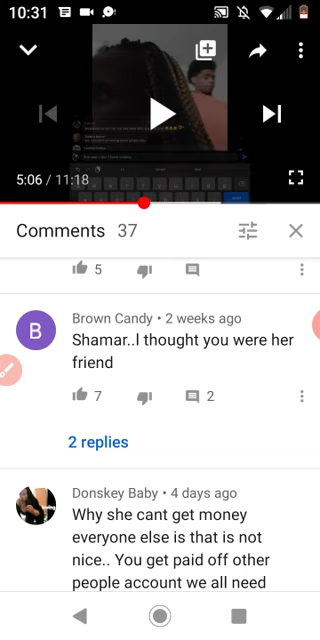 10:31
5:06 / 11:18
Comments 37
5
B
Brown Candy • 2 weeks ago
Shamar..I thought you were her
friend
7
2
2 replies
Donskey Baby • 4 days ago
Why she cant get money
everyone else is that is not
nice.. You get paid off other
people account we all need